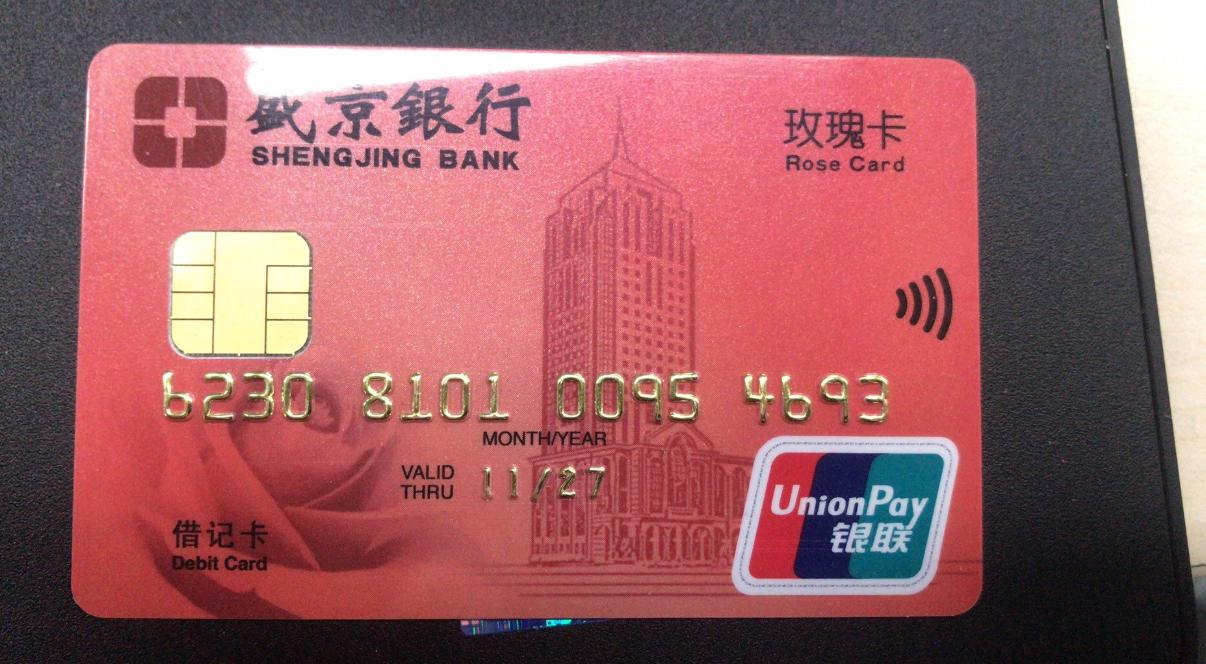 盛京銀行
SHENGJING BANK
玫瑰卡
Rose Card
6230 8101 0095 4693
MONTH/YEAR
VALID
THRU
11/27
借记卡
Debit Card
UnionPay
银联